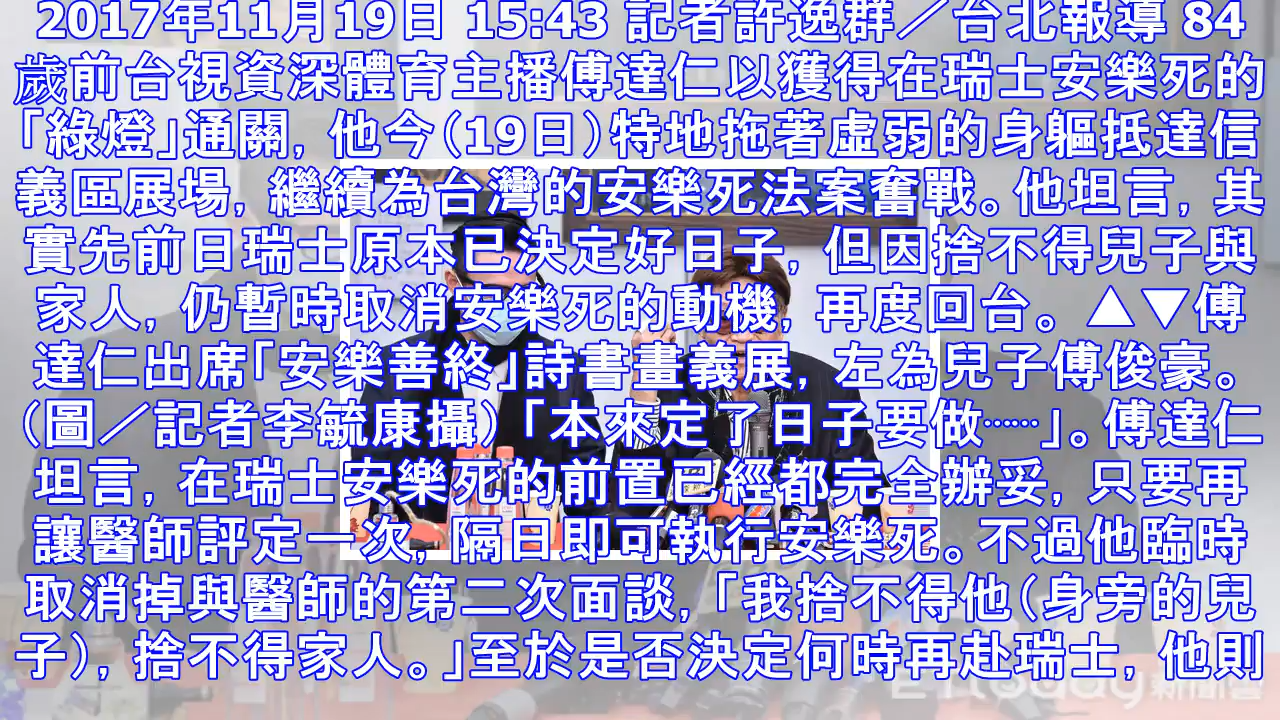 2017年11月19日 15:43 記者許逸群／台北報導 84
歲前台視資深體育主播傅達仁以獲得在瑞士安樂死的
「綠燈」通關，他今（19日）特地拖著虛弱的身軀抵達信
義區展場，繼續為台灣的安樂死法案奮戰。他坦言，其
實先前日瑞士原本已決定好日子，但因捨不得兒子與
家人，仍暫時取消安樂死的動機，再度回台。▲▼傅
達仁出席「安樂善終」詩書畫義展，左為兒子傅俊豪。
（圖／記者李毓康攝）「本來定了日子要做……」。傅達仁
坦言，在瑞士安樂死的前置已經都完全辦妥，只要再
讓醫師評定一次，隔日即可執行安樂死。不過他臨時
取消掉與醫師的第二次面談，「我捨不得他（身旁的兒
子），捨不得家人。」至於是否決定何時再赴瑞士，他則
ETtoday新聞雲